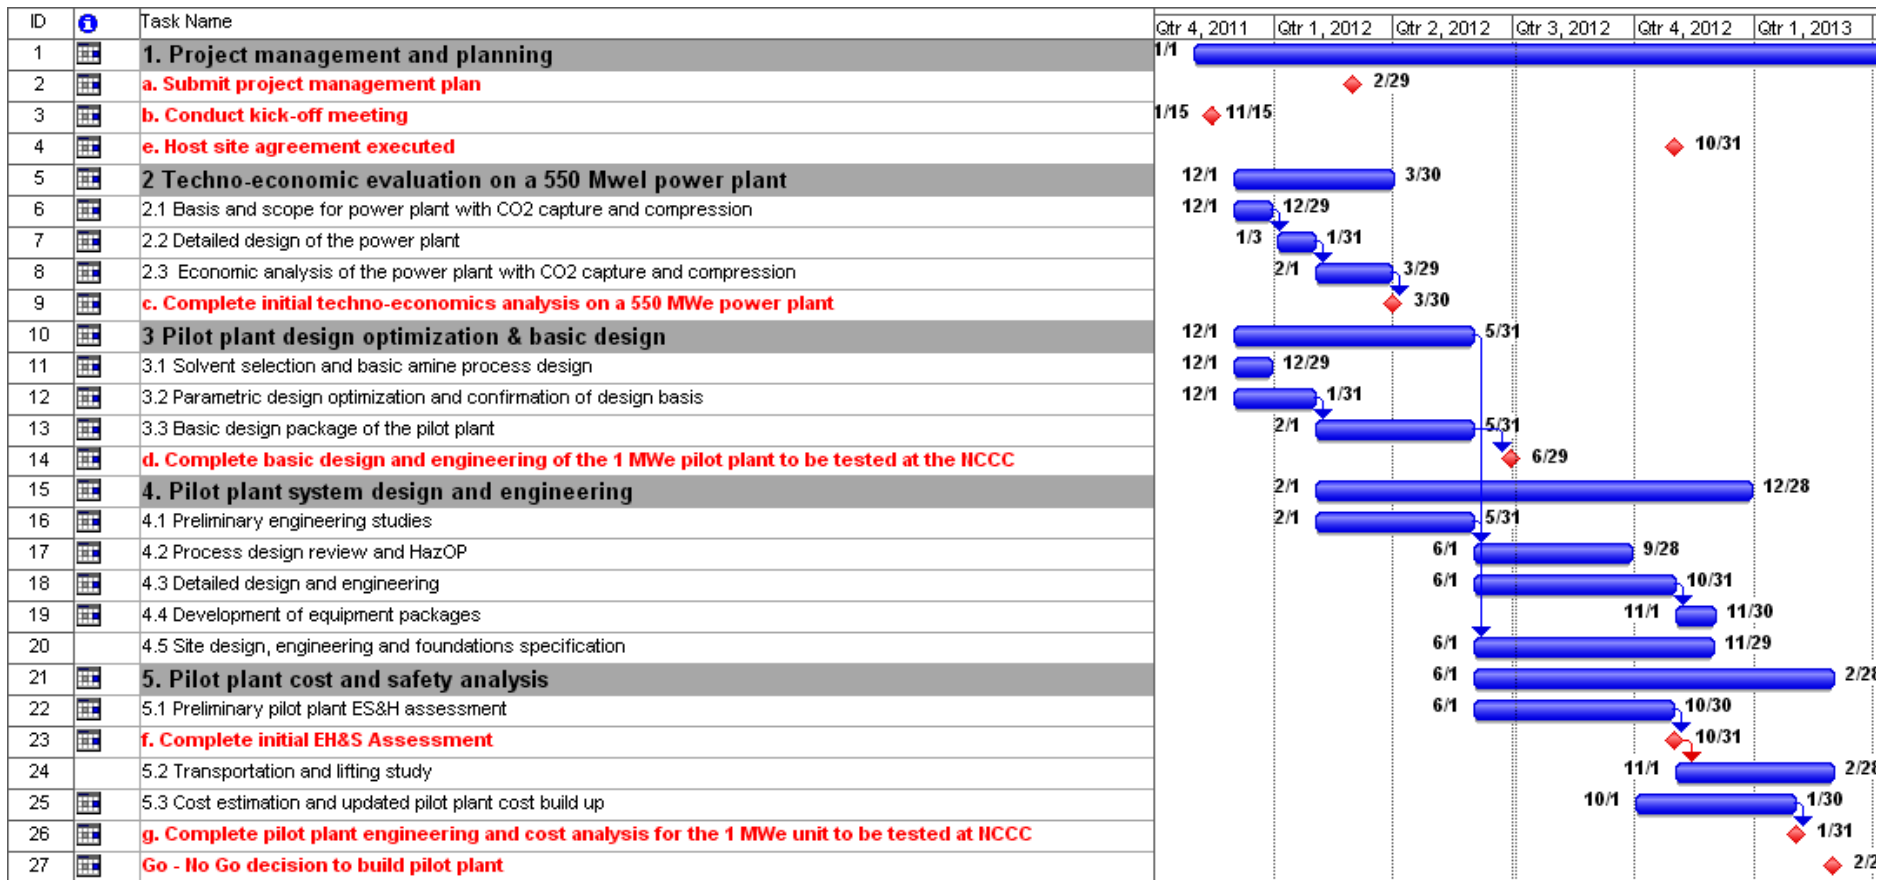 ID Task Name Qtr 4, 2011 Qtr 1, 2012 Qtr 2, 2012 Qtr 3, 2012 Qtr 4, 2012 Qtr 1, 2013
1 1. Project management and planning 1/1
2 a. Submit project management plan 2/29
3 b. Conduct kick-off meeting 1/15 11/15
4 e. Host site agreement executed 10/31
5 2 Techno-economic evaluation on a 550 Mwel power plant 12/1 3/30
6 2.1 Basis and scope for power plant with CO2 capture and compression 12/1 12/29
7 2.2 Detailed design of the power plant 1/3 1/31
8 2.3 Economic analysis of the power plant with CO2 capture and compression 2/1 3/29
9 c. Complete initial techno-economics analysis on a 550 MWe power plant 3/30
10 3 Pilot plant design optimization & basic design 12/1 5/31
11 3.1 Solvent selection and basic amine process design 12/1 12/29
12 3.2 Parametric design optimization and confirmation of design basis 12/1 1/31
13 3.3 Basic design package of the pilot plant 2/1 5/31
14 d. Complete basic design and engineering of the 1 MWe pilot plant to be tested at the NCCC 6/29
15 4. Pilot plant system design and engineering 2/1 12/28
16 4.1 Preliminary engineering studies 2/1 5/31
17 4.2 Process design review and HazOP 6/1 9/28
18 4.3 Detailed design and engineering 6/1 10/31
19 4.4 Development of equipment packages 11/1 11/30
20 4.5 Site design, engineering and foundations specification 6/1 11/29
21 5. Pilot plant cost and safety analysis 6/1 2/28
22 5.1 Preliminary pilot plant ES&H assessment 6/1 10/30
23 f. Complete initial EH&S Assessment 10/31
24 5.2 Transportation and lifting study 11/1 2/28
25 5.3 Cost estimation and updated pilot plant cost build up 10/1 1/30
26 g. Complete pilot plant engineering and cost analysis for the 1 MWe unit to be tested at NCCC 1/31
27 Go - No Go decision to build pilot plant 2/2